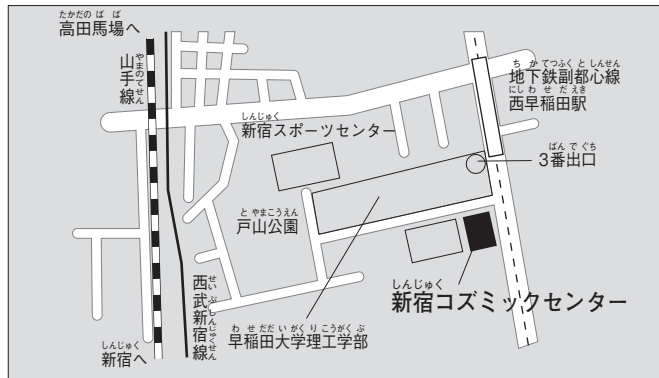 たかだのばば
高田馬場へ
やまのてせん
山手線
ちかてつふくとしんせん
地下鉄副都心線
にしわせだえき
西早稲田駅
しんじゅく
新宿スポーツセンター
ばんでぐち
3番出口
とやまこうえん
戸山公園
しんじゅく
新宿コズミックセンター
せいぶしんじゅくせん
西武新宿線
わせだだいがくりこうがくぶ
早稲田大学理工学部
しんじゅく
新宿へ